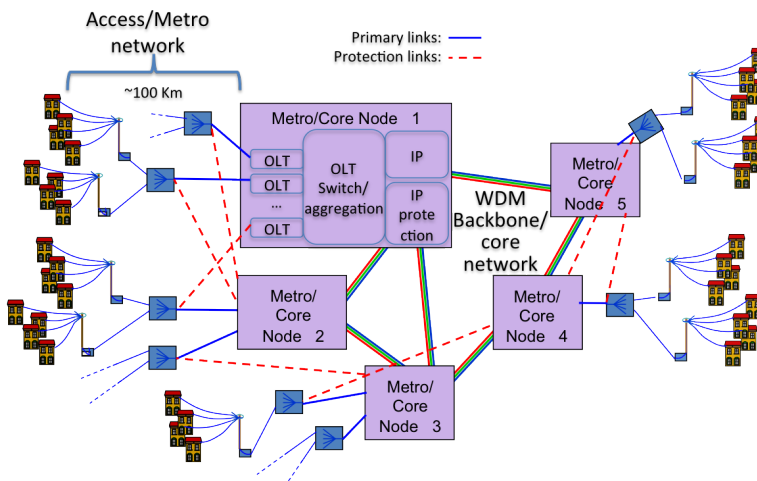 Access/Metro
network
~100 Km
Primary links:
Protection links:
Metro/Core Node 1
OLT
OLT
...
OLT
OLT
Switch/
aggregation
IP
IP
prote
ction
Metro/
Core
Node 5
WDM
Backbone/
core
network
Metro/
Core
Node 2
Metro/
Core
Node 4
Metro/
Core
Node 3